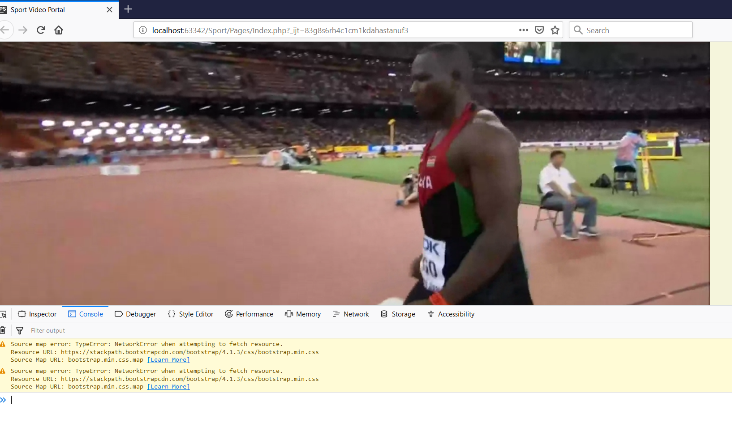 Sport Video Portal
localhost:63342/Sport/Pages/Index.php?_ijt=83g8s6rh4c1cm1kdahastanuf3
Search
Inspector Console Debugger Style Editor Performance Memory Network Storage Accessibility
Filter output
Source map error: TypeError: NetworkError when attempting to fetch resource.
Resource URL: https://stackpath.bootstrapcdn.com/bootstrap/4.1.3/css/bootstrap.min.css
Source Map URL: bootstrap.min.css.map [Learn More]
Source map error: TypeError: NetworkError when attempting to fetch resource.
Resource URL: https://stackpath.bootstrapcdn.com/bootstrap/4.1.3/css/bootstrap.min.css
Source Map URL: bootstrap.min.css.map [Learn More]